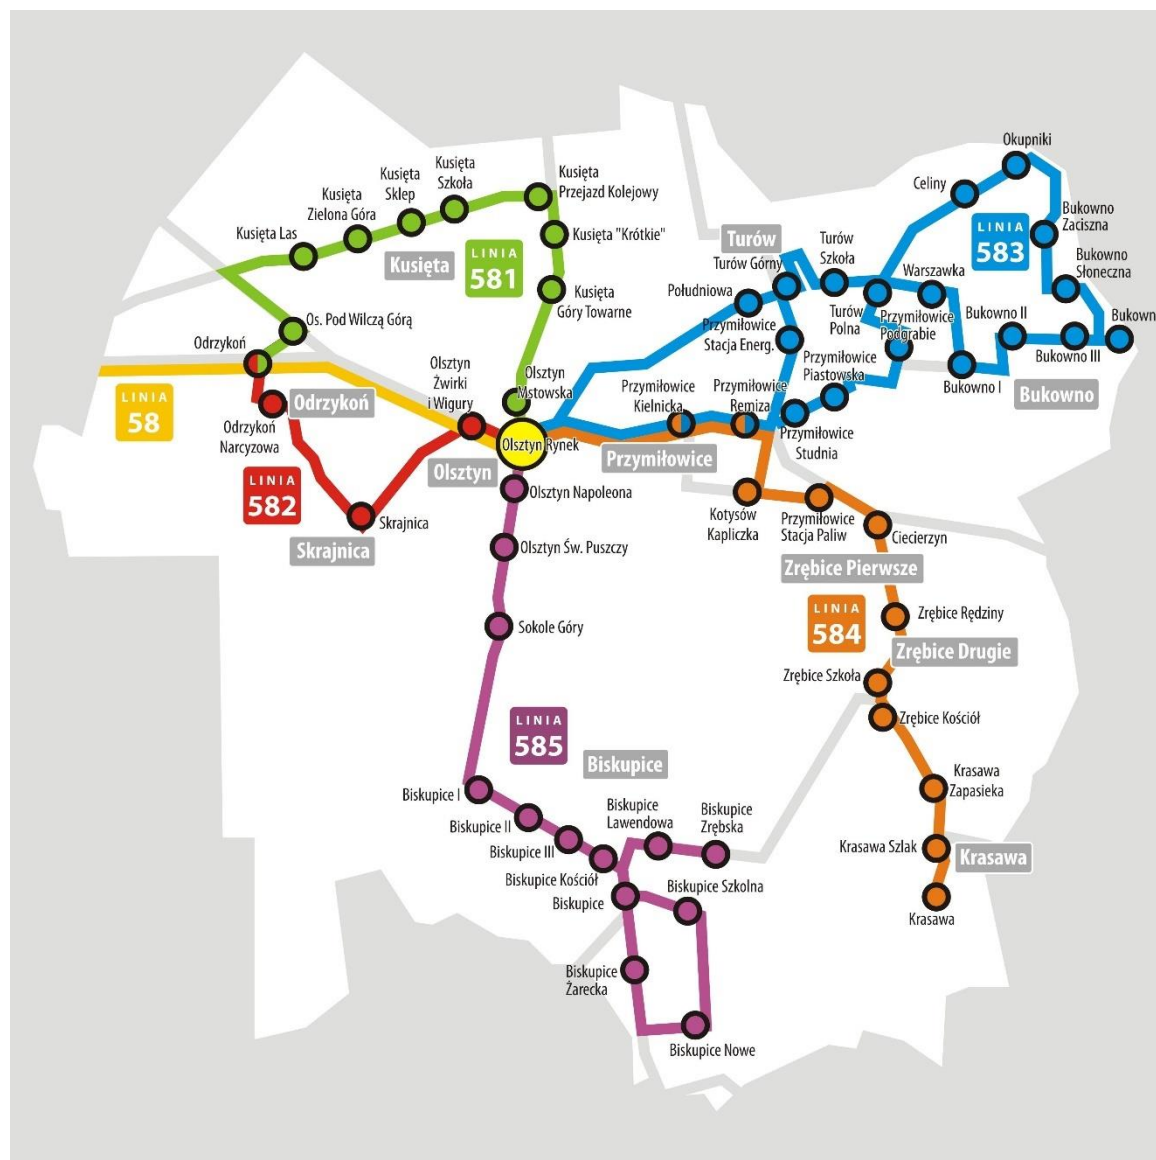 Okupniki
Celiny
Kusięta
Szkoła
Kusięta
Sklep
Kusięta
Przejazd Kolejowy
Kusięta
Zielona Góra
Kusięta Las
Kusięta "Krótkie"
Kusięta
LINIA
581
Kusięta
Góry Towarne
Os. Pod Wilczą Górą
Turów
Turów Górny
Turów
Szkoła
LINIA
583
Bukowno
Zaciszna
Bukowno
Słoneczna
Warszawka
Południowa
Turów
Polna
Przymiłowice
Podgrabie
Bukowno II
Bukown
Bukowno III
Bukowno I
Bukowno
Przymiłowice
Stacja Energ.
Przymiłowice
Piastowska
Odrzykoń
LINIA
58
Odrzykoń
Odrzykoń
Narcyzowa
Olsztyn
Żwirki
i Wigury
Olsztyn
Mstowska
Przymiłowice
Kielnicka
Przymiłowice
Remiza
Przymiłowice
Studnia
Olsztyn Rynek
Olsztyn
Przymiłowice
LINIA
582
Skrajnica
Skrajnica
Olsztyn Napoleona
Olsztyn Św. Puszczy
Sokole Góry
Kotysów
Kapliczka
Przymiłowice
Stacja Paliw
Ciecierzyn
Zrębice Pierwsze
LINIA
584
Zrębice Rędziny
Zrębice Drugie
Zrębice Szkoła
Zrębice Kościół
LINIA
585
Biskupice
Biskupice I
Biskupice II
Biskupice III
Biskupice Kościół
Biskupice
Biskupice
Lawendowa
Biskupice
Zrębska
Biskupice Szkolna
Biskupice
Żarecka
Biskupice Nowe
Krasawa
Zapasieka
Krasawa Szlak
Krasawa
Krasawa